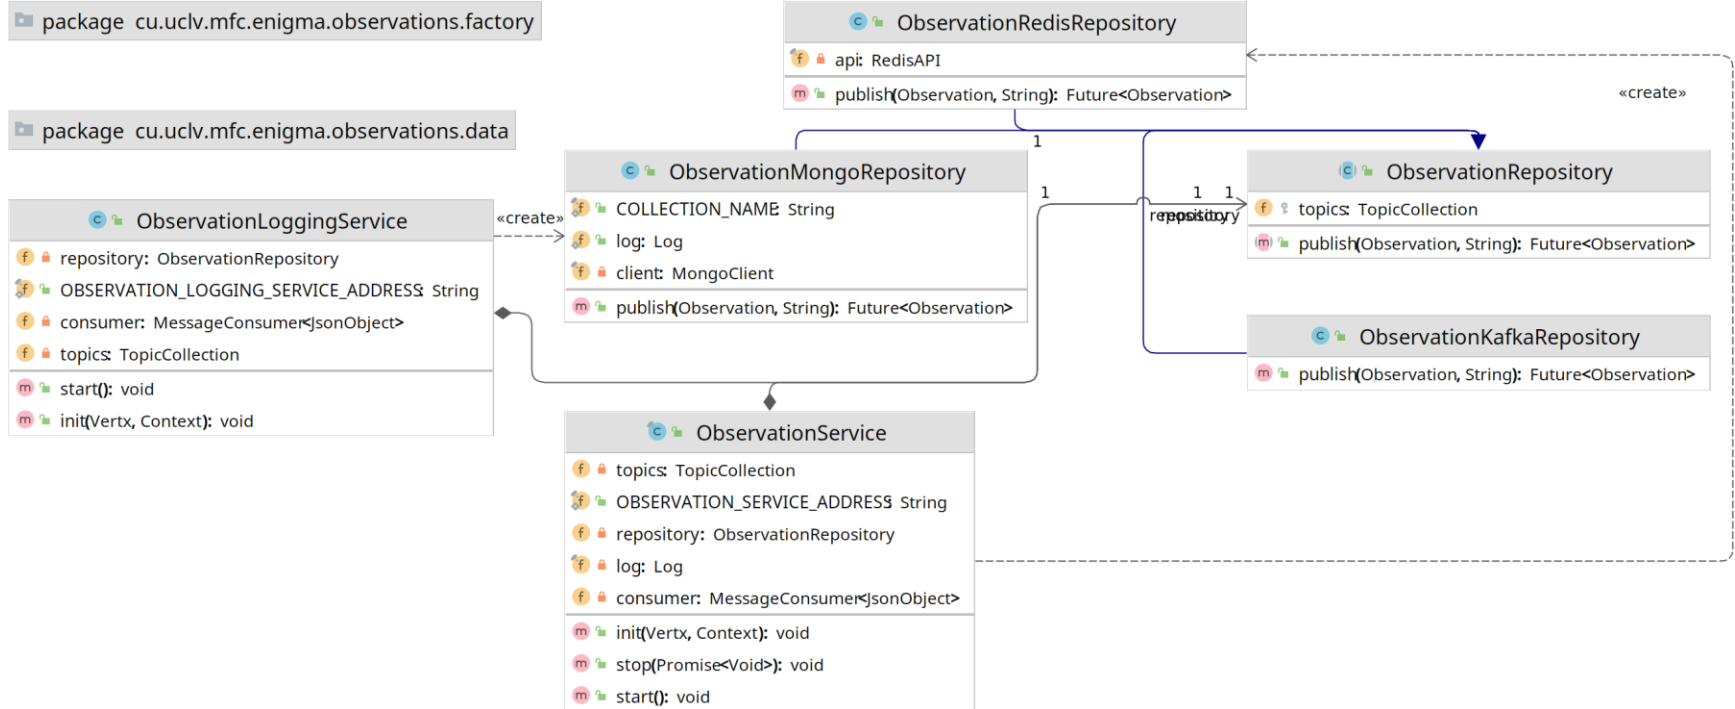 package cu.uclv.mfc.enigma.observations.factory
package cu.uclv.mfc.enigma.observations.data
ObservationRedisRepository
api: RedisAPI
publish(Observation, String): Future<Observation>
«create»
1
ObservationMongoRepository
COLLECTION_NAME: String
log: Log
client: MongoClient
publish(Observation, String): Future<Observation>
1
1 1
repository
repository
ObservationRepository
topics: TopicCollection
publish(Observation, String): Future<Observation>
ObservationLoggingService
repository: ObservationRepository
OBSERVATION_LOGGING_SERVICE_ADDRESS: String
consumer: MessageConsumer<JsonObject>
topics: TopicCollection
start(): void
init(Vertx, Context): void
«create»
ObservationKafkaRepository
publish(Observation, String): Future<Observation>
ObservationService
topics: TopicCollection
OBSERVATION_SERVICE_ADDRESS: String
repository: ObservationRepository
log: Log
consumer: MessageConsumer<JsonObject>
init(Vertx, Context): void
stop(Promise<Void>): void
start(): void